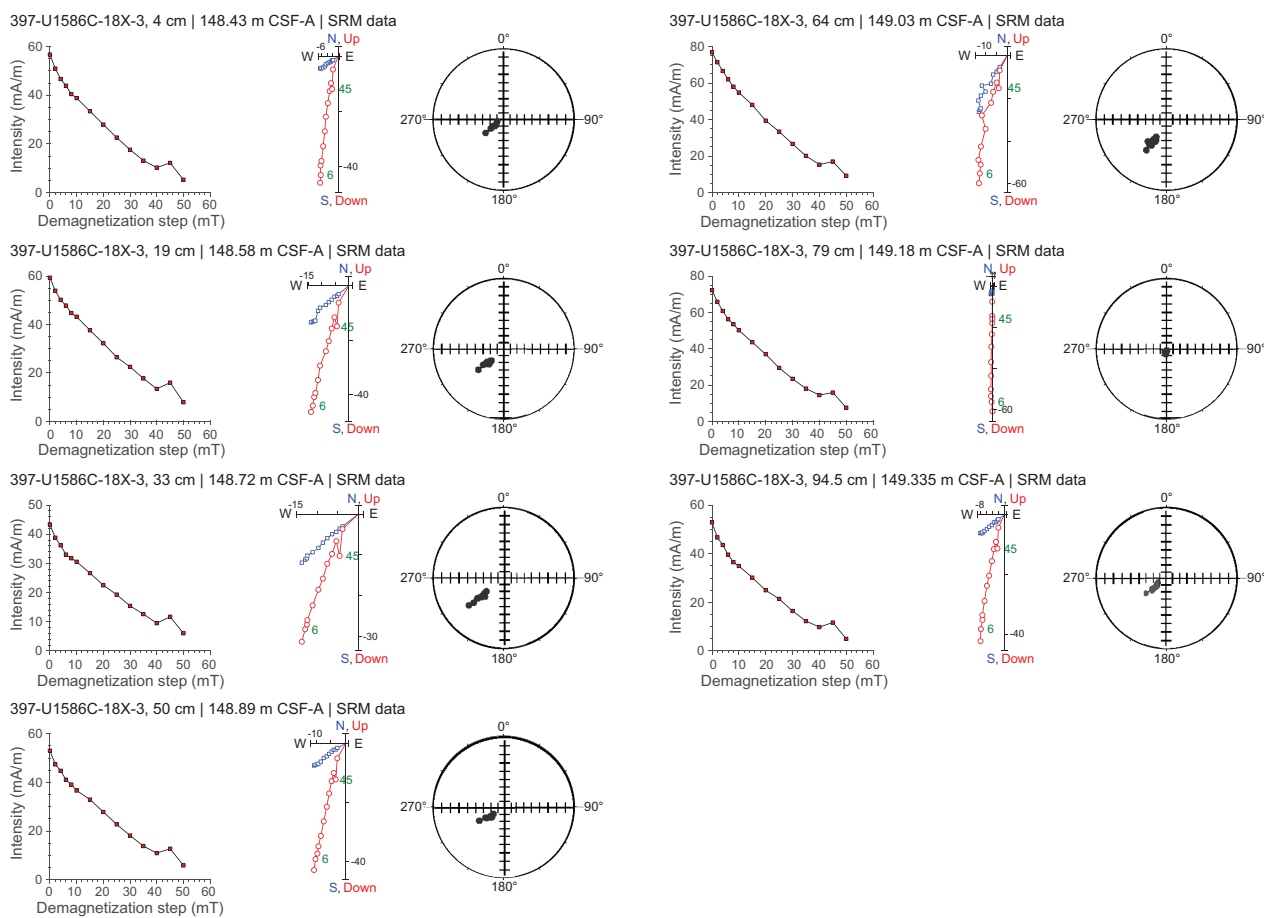 397-U1586C-18X-3, 4 cm | 148.43 m CSF-A | SRM data
Intensity (mA/m)
60
40
20
0
0 10 20 30 40 50 60
Demagnetization step (mT)
N, Up
-6
W E
45
-40
6
S, Down
0°
270° 90°
180°
397-U1586C-18X-3, 19 cm | 148.58 m CSF-A | SRM data
Intensity (mA/m)
60
40
20
0
0 10 20 30 40 50 60
Demagnetization step (mT)
N, Up
-15
W E
45
-40
6
S, Down
0°
270° 90°
180°
397-U1586C-18X-3, 33 cm | 148.72 m CSF-A | SRM data
Intensity (mA/m)
50
40
30
20
10
0
0 10 20 30 40 50 60
Demagnetization step (mT)
N, Up
-15
W E
45
6
-30
S, Down
0°
270° 90°
180°
397-U1586C-18X-3, 50 cm | 148.89 m CSF-A | SRM data
Intensity (mA/m)
60
40
20
0
0 10 20 30 40 50 60
Demagnetization step (mT)
N, Up
-10
W E
45
6
-40
S, Down
0°
270° 90°
180°
397-U1586C-18X-3, 64 cm | 149.03 m CSF-A | SRM data
Intensity (mA/m)
80
60
40
20
0
0 10 20 30 40 50 60
Demagnetization step (mT)
N, Up
-10
W E
45
6
-60
S, Down
0°
270° 90°
180°
397-U1586C-18X-3, 79 cm | 149.18 m CSF-A | SRM data
Intensity (mA/m)
80
60
40
20
0
0 10 20 30 40 50 60
Demagnetization step (mT)
N, Up
W E
45
6
-60
S, Down
0°
270° 90°
180°
397-U1586C-18X-3, 94.5 cm | 149.335 m CSF-A | SRM data
Intensity (mA/m)
60
40
20
0
0 10 20 30 40 50 60
Demagnetization step (mT)
N, Up
-8
W E
45
6
-40
S, Down
0°
270° 90°
180°